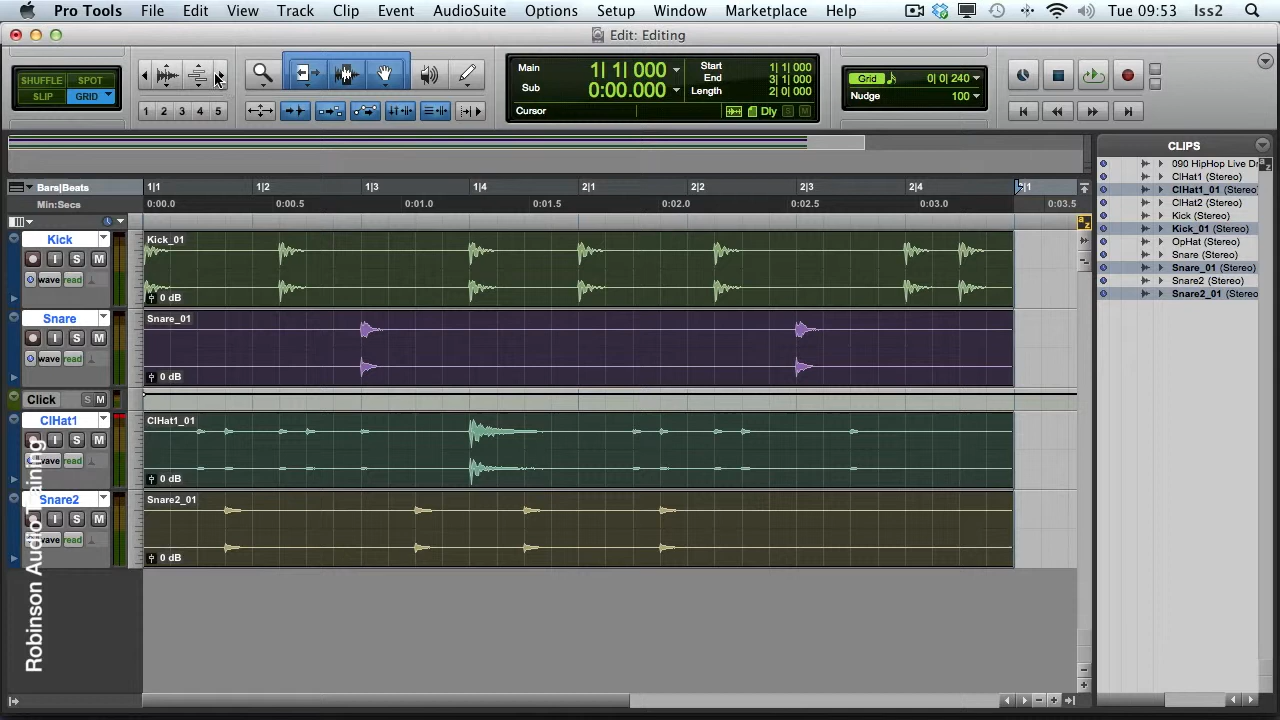 Pro Tools File Edit View Track Clip Event AudioSuite Options Setup Window Marketplace Help Tue 09:53 Iss2
Edit: Editing
SHUFFLE SPOT
SLIP GRID
1 2 3 4 5
Main 1| 1| 000
Sub 0:00.000
Start 1| 1| 000
End 3| 1| 000
Length 2| 0| 000
Cursor Dly S M
Grid 0| 0| 240
Nudge 100
Bars|Beats 1|1 1|2 1|3 1|4 2|1 2|2 2|3 2|4
Min:Secs 0:00.0 0:00.5 0:01.0 0:01.5 0:02.0 0:02.5 0:03.0 0:03.5
Kick
I S M
wave read
Kick_01
0 dB
Snare
I S M
wave read
Snare_01
0 dB
Click S M
ClHat1
I S M
wave read
ClHat1_01
0 dB
Snare2
I S M
wave read
Snare2_01
0 dB
Robinson Audio Training
CLIPS
090 HipHop Live Dr
ClHat1 (Stereo)
ClHat1_01 (Stereo)
ClHat2 (Stereo)
Kick (Stereo)
Kick_01 (Stereo)
OpHat (Stereo)
Snare (Stereo)
Snare_01 (Stereo)
Snare2 (Stereo)
Snare2_01 (Stereo